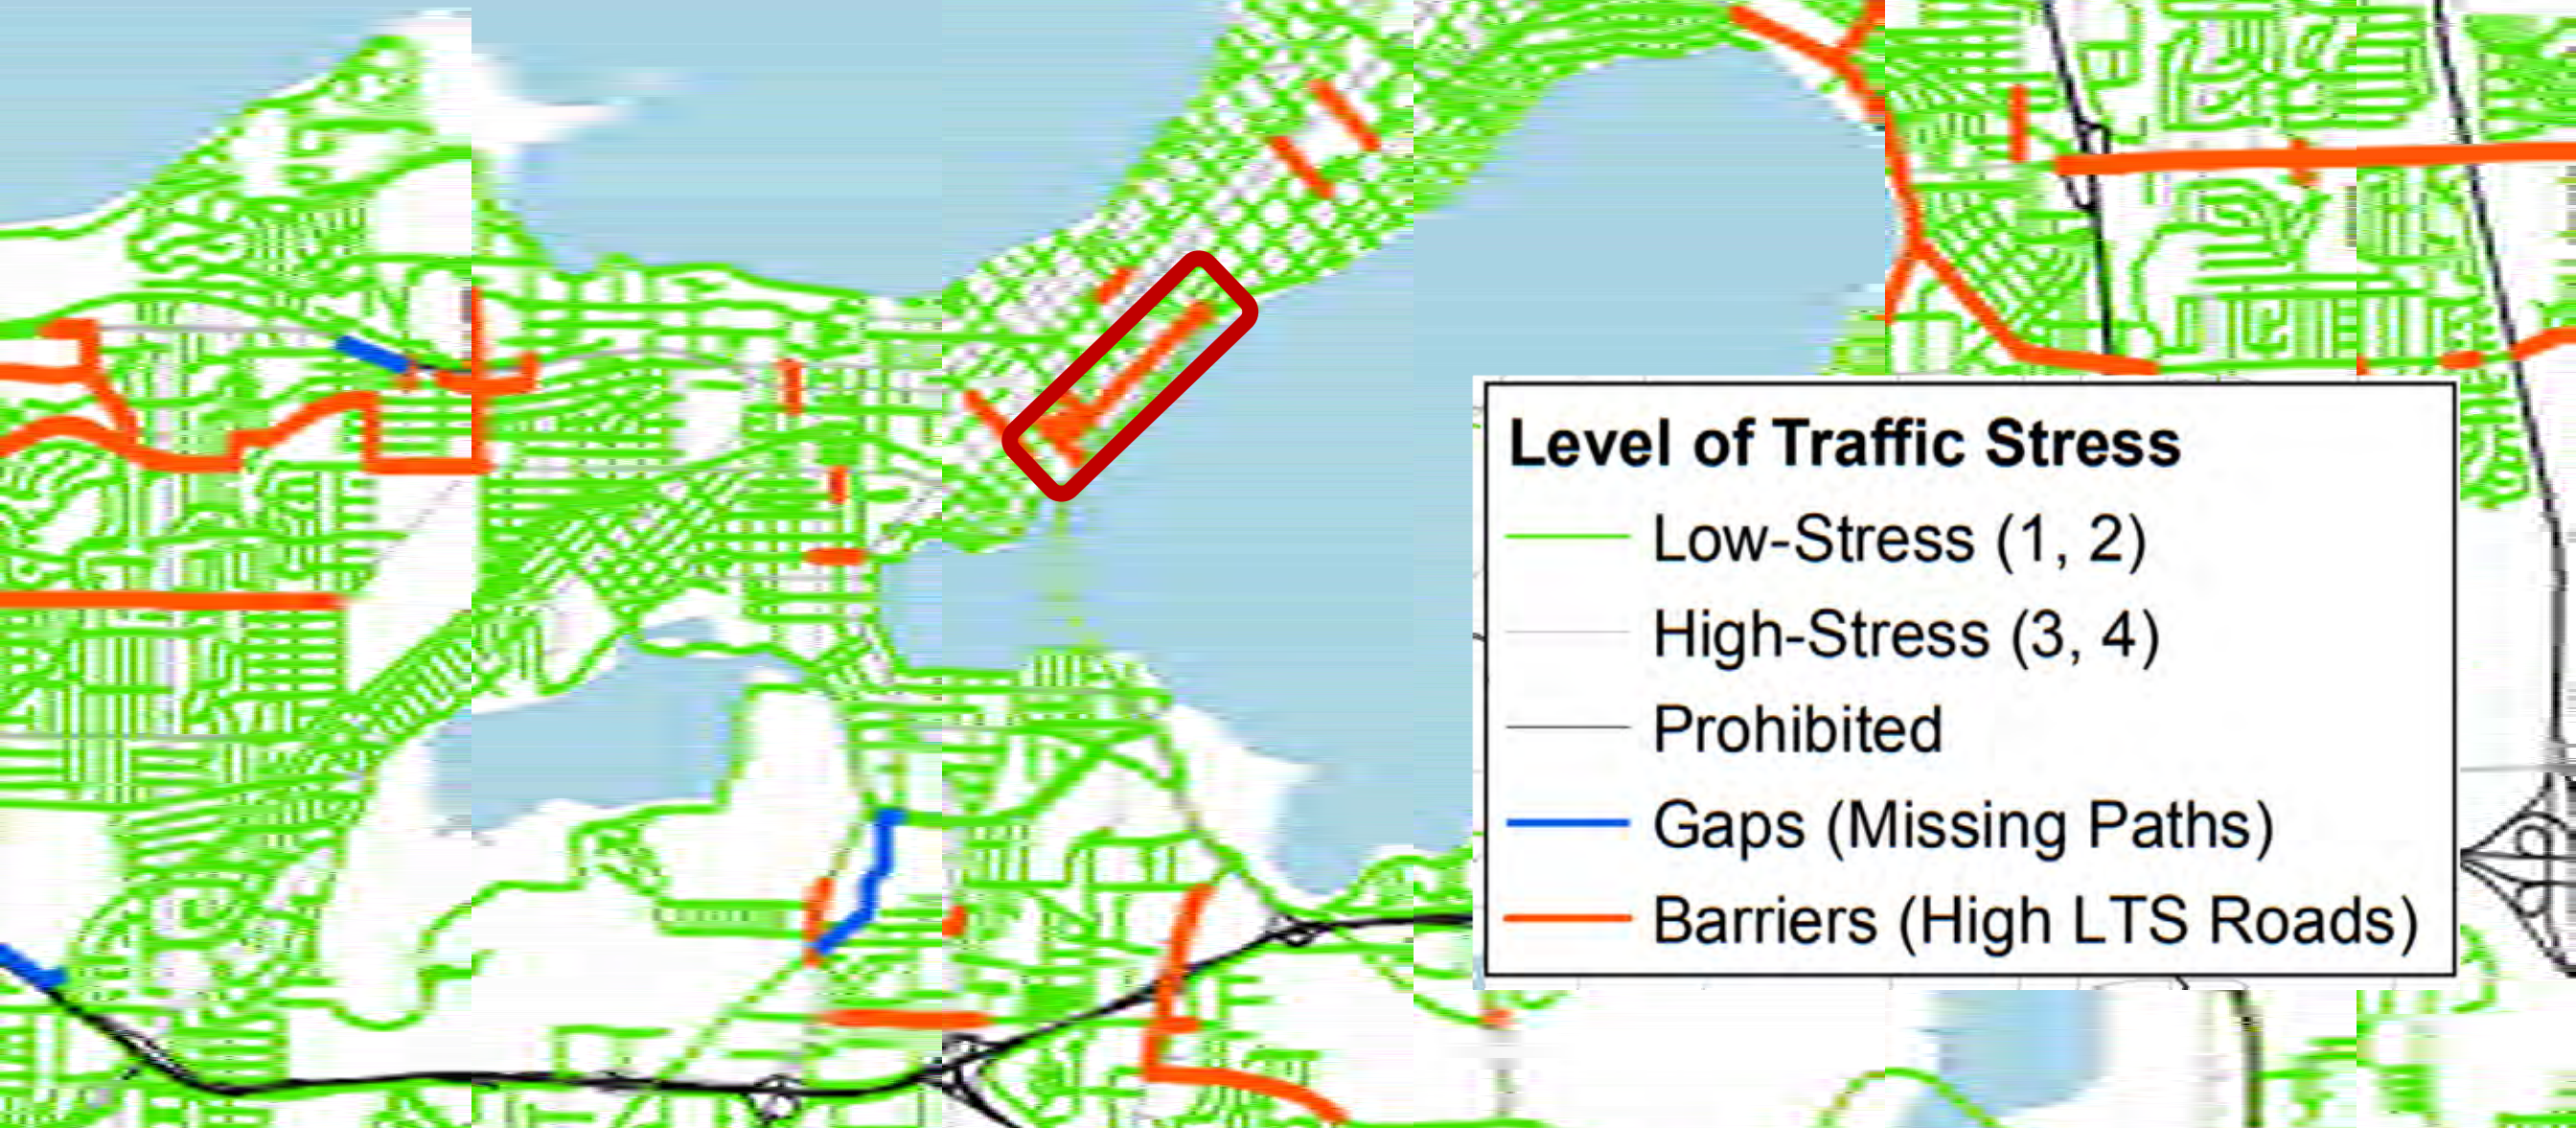 Level of Traffic Stress
Low-Stress (1, 2)
High-Stress (3, 4)
Prohibited
Gaps (Missing Paths)
Barriers (High LTS Roads)